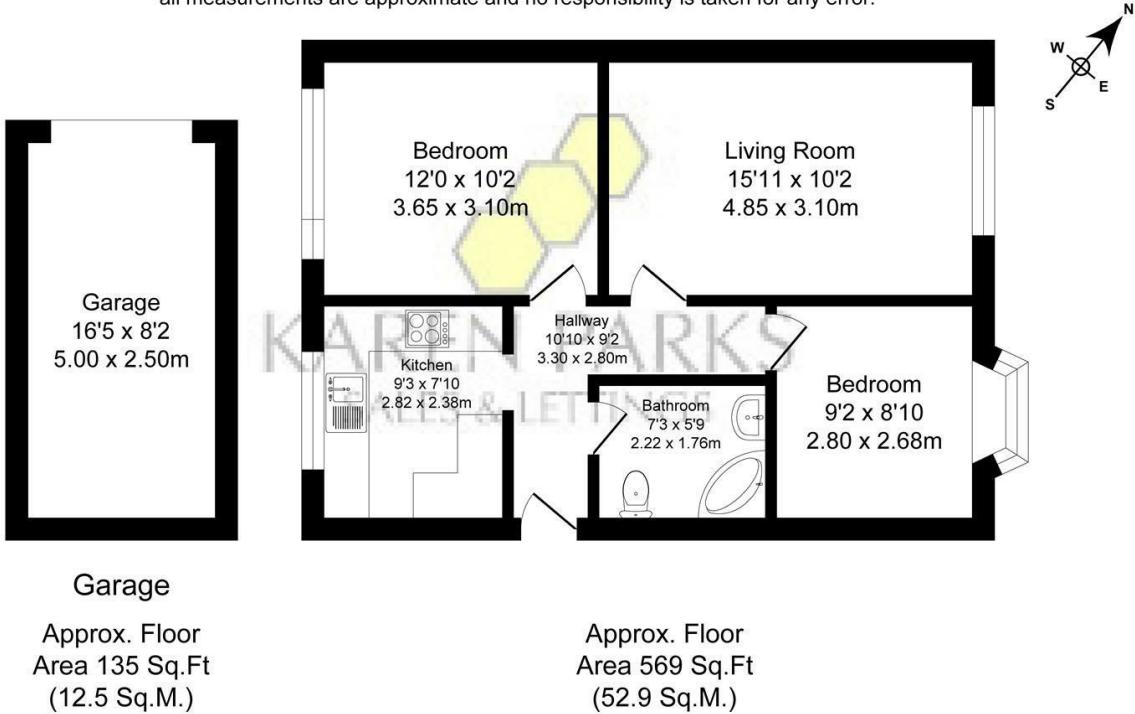 all measurements are approximate and no responsibility is taken for any error.
N
W
E
S
Bedroom
12'0 x 10'2
3.65 x 3.10m
Living Room
15'11 x 10'2
4.85 x 3.10m
Garage
16'5 x 8'2
5.00 x 2.50m
Hallway
10'10 x 9'2
3.30 x 2.80m
KAREN PARKS
SALES & LETTINGS
Kitchen
9'3 x 7'10
2.82 x 2.38m
Bathroom
7'3 x 5'9
2.22 x 1.76m
Bedroom
9'2 x 8'10
2.80 x 2.68m
Garage
Approx. Floor
Area 135 Sq.Ft
(12.5 Sq.M.)
Approx. Floor
Area 569 Sq.Ft
(52.9 Sq.M.)